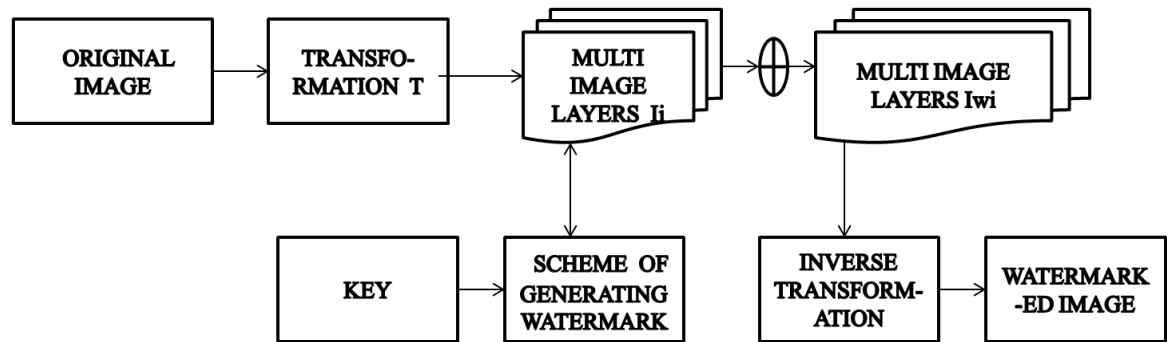 ORIGINAL
IMAGE
TRANSFO-
RMATION T
MULTI
IMAGE
LAYERS Ii
MULTI IMAGE
LAYERS Iwi
KEY
SCHEME OF
GENERATING
WATERMARK
INVERSE
TRANSFORM-
ATION
WATERMARK
-ED IMAGE